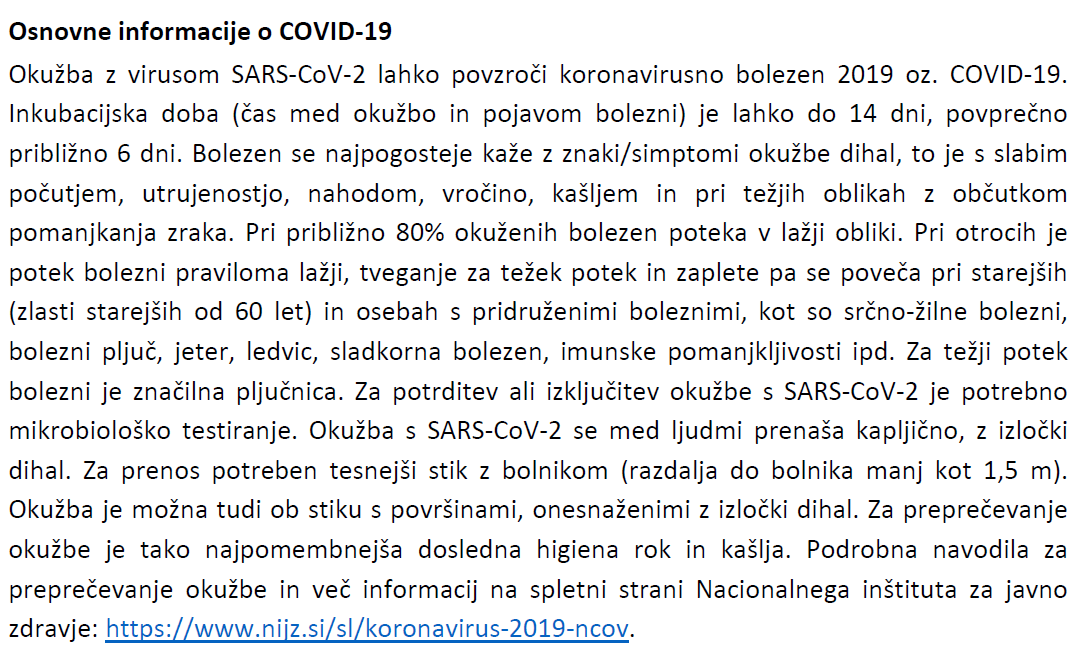 Osnovne informacije o COVID-19
Okužba z virusom SARS-CoV-2 lahko povzroči koronavirusno bolezen 2019 oz. COVID-19.
Inkubacijska doba (čas med okužbo in pojavom bolezni) je lahko do 14 dni, povprečno
približno 6 dni. Bolezen se najpogosteje kaže z znaki/simptomi okužbe dihal, to je s slabim
počutjem, utrujenostjo, nahodom, vročino, kašljem in pri težjih oblikah z občutkom
pomanjkanja zraka. Pri približno 80% okuženih bolezen poteka v lažji obliki. Pri otrocih je
potek bolezni praviloma lažji, tveganje za težek potek in zaplete pa se poveča pri starejših
(zlasti starejših od 60 let) in osebah s pridruženimi boleznimi, kot so srčno-žilne bolezni,
bolezni pljuč, jeter, ledvic, sladkorna bolezen, imunske pomanjkljivosti ipd. Za težji potek
bolezni je značilna pljučnica. Za potrditev ali izključitev okužbe s SARS-CoV-2 je potrebno
mikrobiološko testiranje. Okužba s SARS-CoV-2 se med ljudmi prenaša kapljično, z izločki
dihal. Za prenos potreben tesnejši stik z bolnikom (razdalja do bolnika manj kot 1,5 m).
Okužba je možna tudi ob stiku s površinami, onesnaženimi z izločki dihal. Za preprečevanje
okužbe je tako najpomembnejša dosledna higiena rok in kašlja. Podrobna navodila za
preprečevanje okužbe in več informacij na spletni strani Nacionalnega inštituta za javno
zdravje: https://www.nijz.si/sl/koronavirus-2019-ncov.